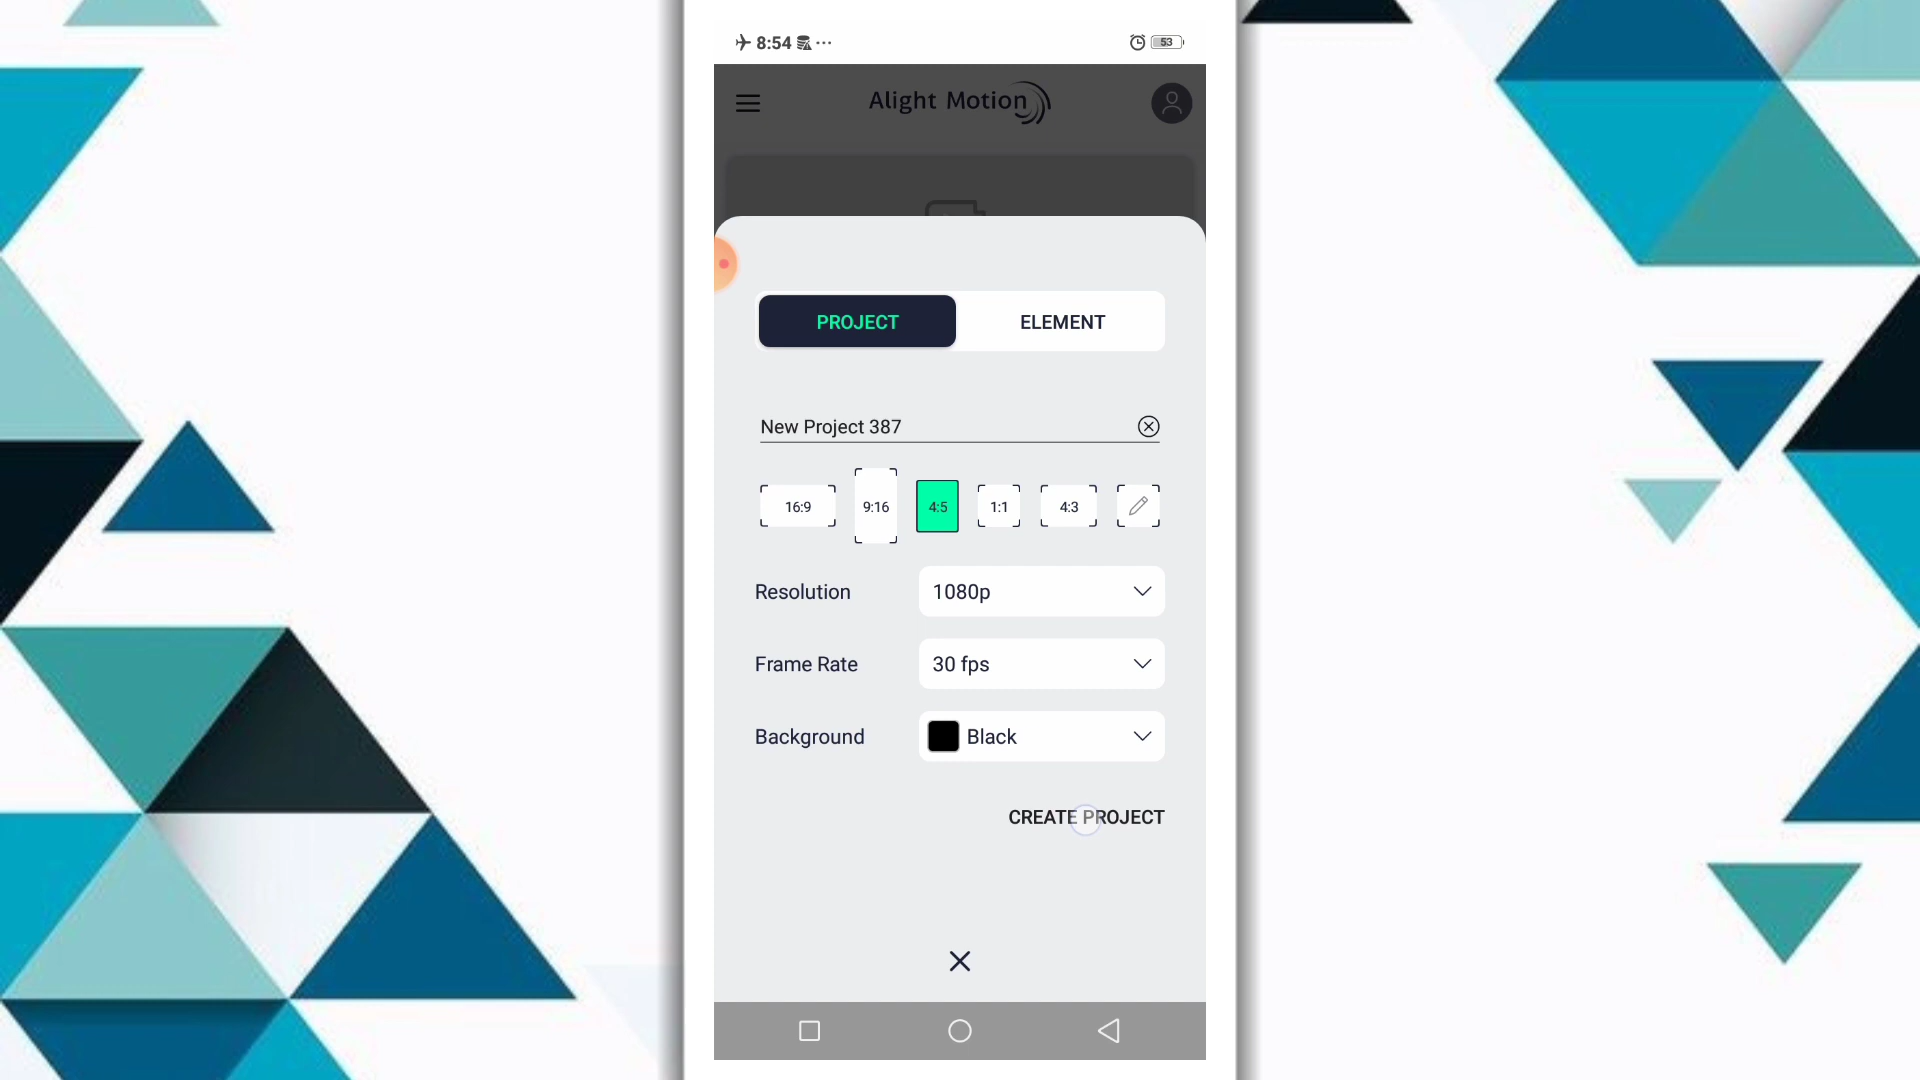 8:54
53
Alight Motion
PROJECT ELEMENT
New Project 387
16:9 9:16 4:5 1:1 4:3
Resolution 1080p
Frame Rate 30 fps
Background Black
CREATE PROJECT